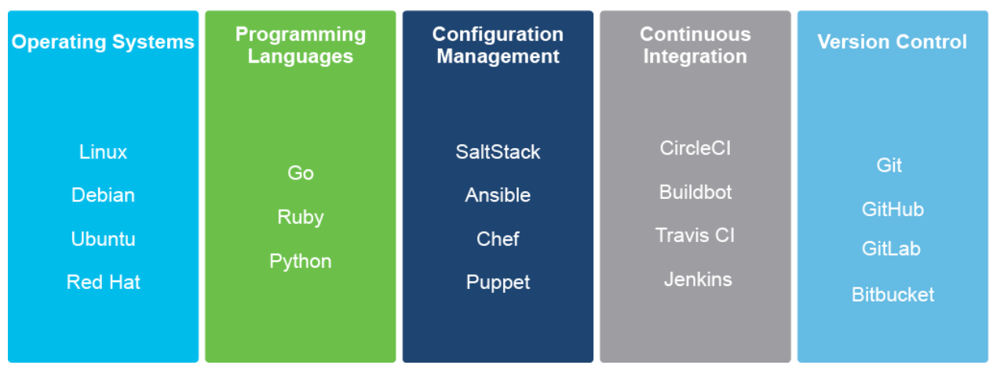 Operating Systems
Linux
Debian
Ubuntu
Red Hat
Programming
Languages
Go
Ruby
Python
Configuration
Management
SaltStack
Ansible
Chef
Puppet
Continuous
Integration
CircleCI
Buildbot
Travis CI
Jenkins
Version Control
Git
GitHub
GitLab
Bitbucket